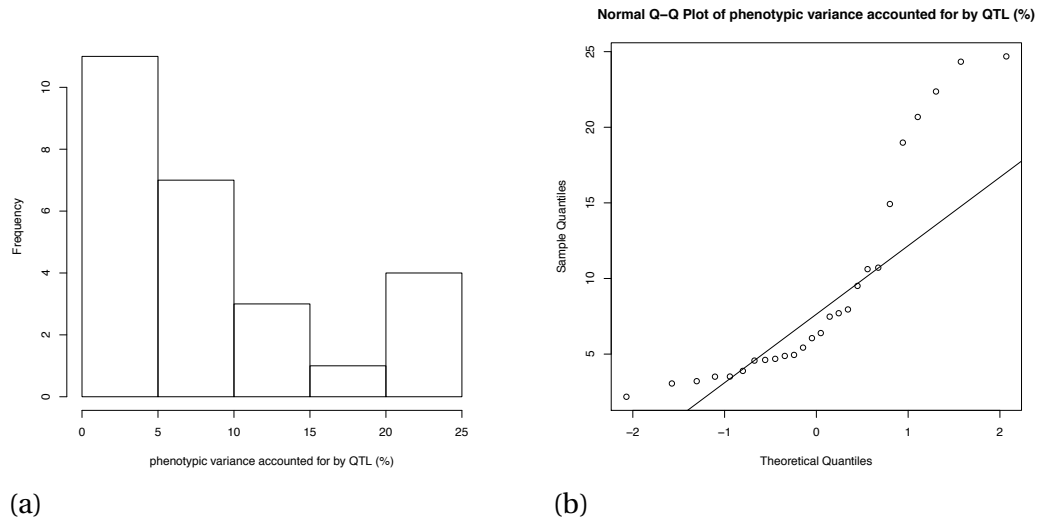 Frequency
0
2
4
6
8
10
0 5 10 15 20 25
phenotypic variance accounted for by QTL (%)
(a)
Normal Q−Q Plot of phenotypic variance accounted for by QTL (%)
Sample Quantiles
5
10
15
20
25
−2 −1 0 1 2
Theoretical Quantiles
(b)